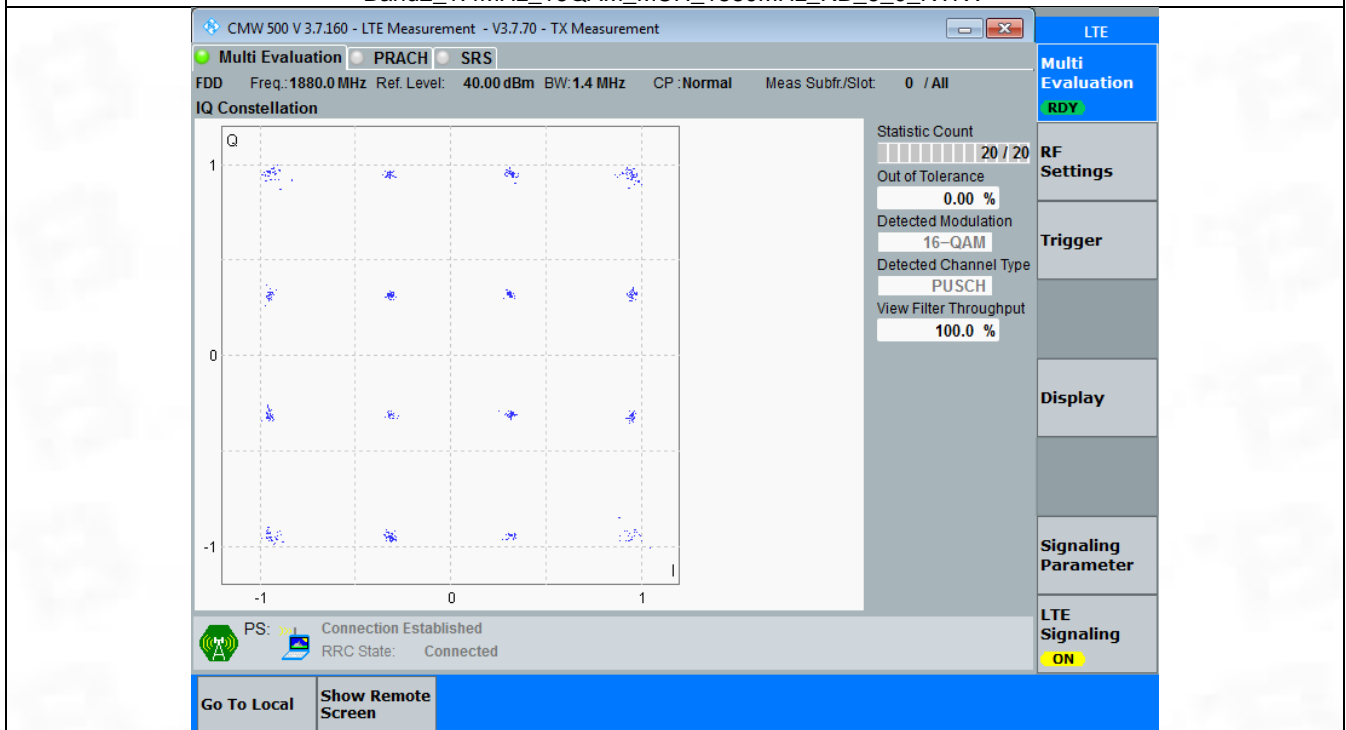 CMW 500 V 3.7.160 - LTE Measurement - V3.7.70 - TX Measurement
LTE
Multi Evaluation PRACH SRS
Multi
Evaluation
RDY
FDD Freq.:1880.0 MHz Ref. Level: 40.00 dBm BW:1.4 MHz CP :Normal Meas Subfr./Slot: 0 / All
IQ Constellation
Q
1
0
-1
-1 0 1
I
Statistic Count
20 / 20
Out of Tolerance
0.00 %
Detected Modulation
16-QAM
Detected Channel Type
PUSCH
View Filter Throughput
100.0 %
RF
Settings
Trigger
Display
Signaling
Parameter
LTE
Signaling
ON
PS: Connection Established
RRC State: Connected
Go To Local
Show Remote
Screen